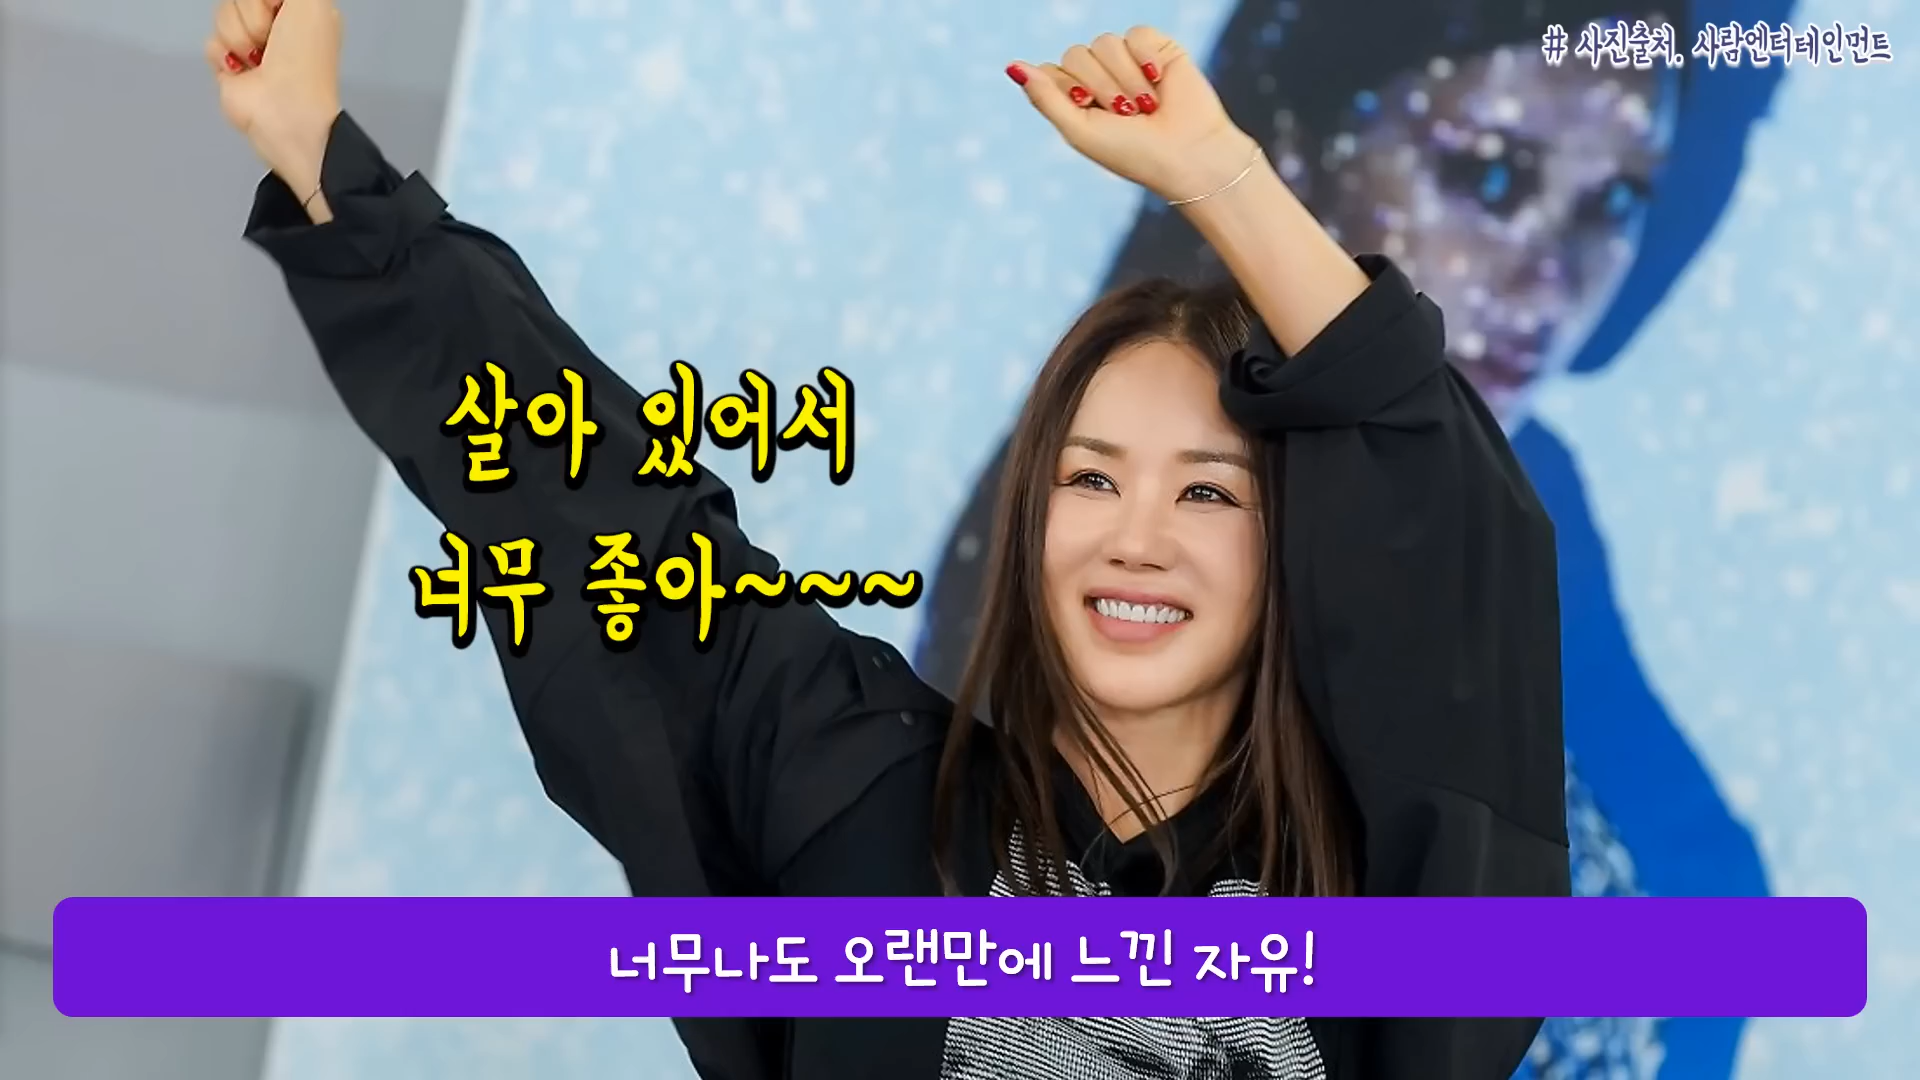 # 사진출처. 사람엔터테인먼트
살아 있어서
너무 좋아~~~
너무나도 오랜만에 느낀 자유!